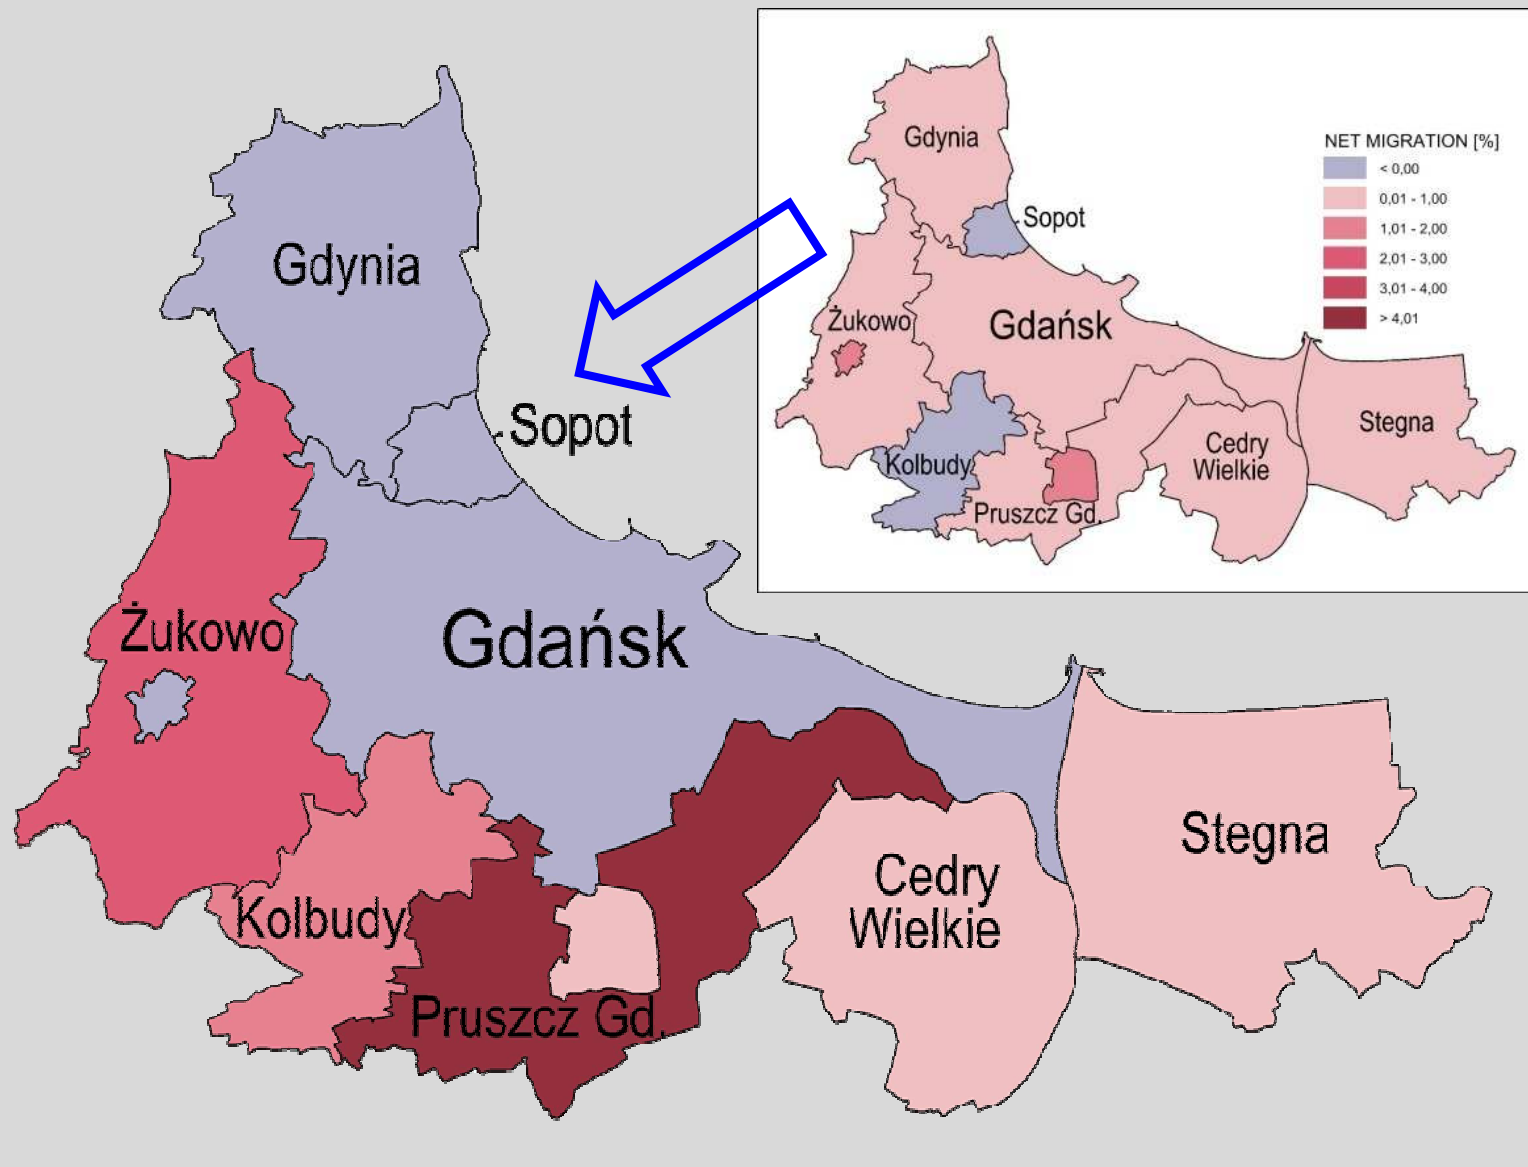 Gdynia
Sopot
Żukowo
Gdańsk
Kolbudy
Pruszcz Gd.
Cedry
Wielkie
Stegna
NET MIGRATION [%]
< 0,00
0,01 - 1,00
1,01 - 2,00
2,01 - 3,00
3,01 - 4,00
> 4,01
Gdynia
Sopot
Żukowo
Gdańsk
Stegna
Cedry
Wielkie
Kolbudy
Pruszcz Gd.